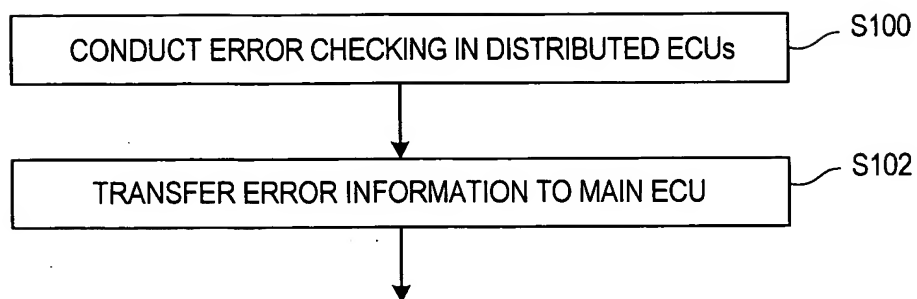 CONDUCT ERROR CHECKING IN DISTRIBUTED ECUs
S100
TRANSFER ERROR INFORMATION TO MAIN ECU
S102